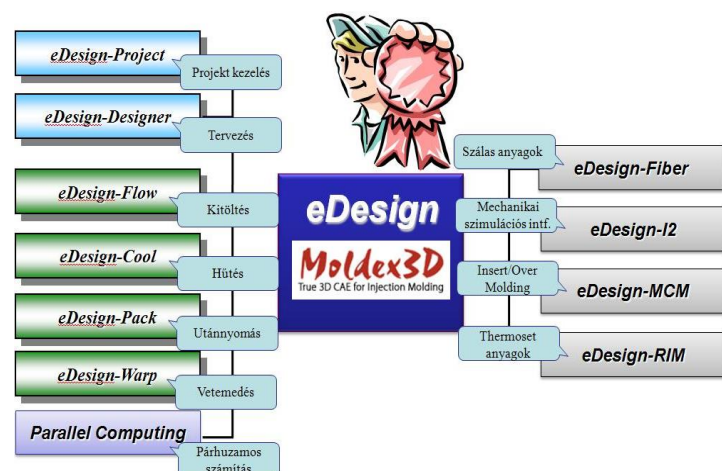 eDesign-Project
Projekt kezelés
eDesign-Designer
Tervezés
eDesign-Flow
Kitöltés
eDesign-Cool
Hűtés
eDesign-Pack
Utánnyomás
eDesign-Warp
Vetemedés
Parallel Computing
Párhuzamos
számítás
eDesign
Moldex3D
True 3D CAE for Injection Molding
Szálas anyagok
eDesign-Fiber
Mechanikai
szimulációs intf.
eDesign-I2
Insert/Over
Molding
eDesign-MCM
Thermoset
anyagok
eDesign-RIM